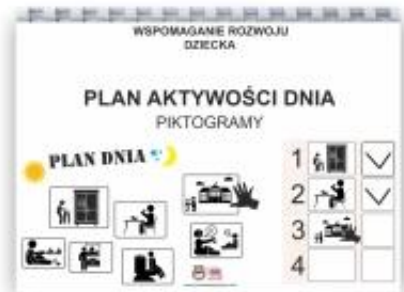 WSPOMAGANIE ROZWOJU
DZIECKA
PLAN AKTYWOŚCI DNIA
PIKTOGRAMY
PLAN DNIA
1
2
3
4